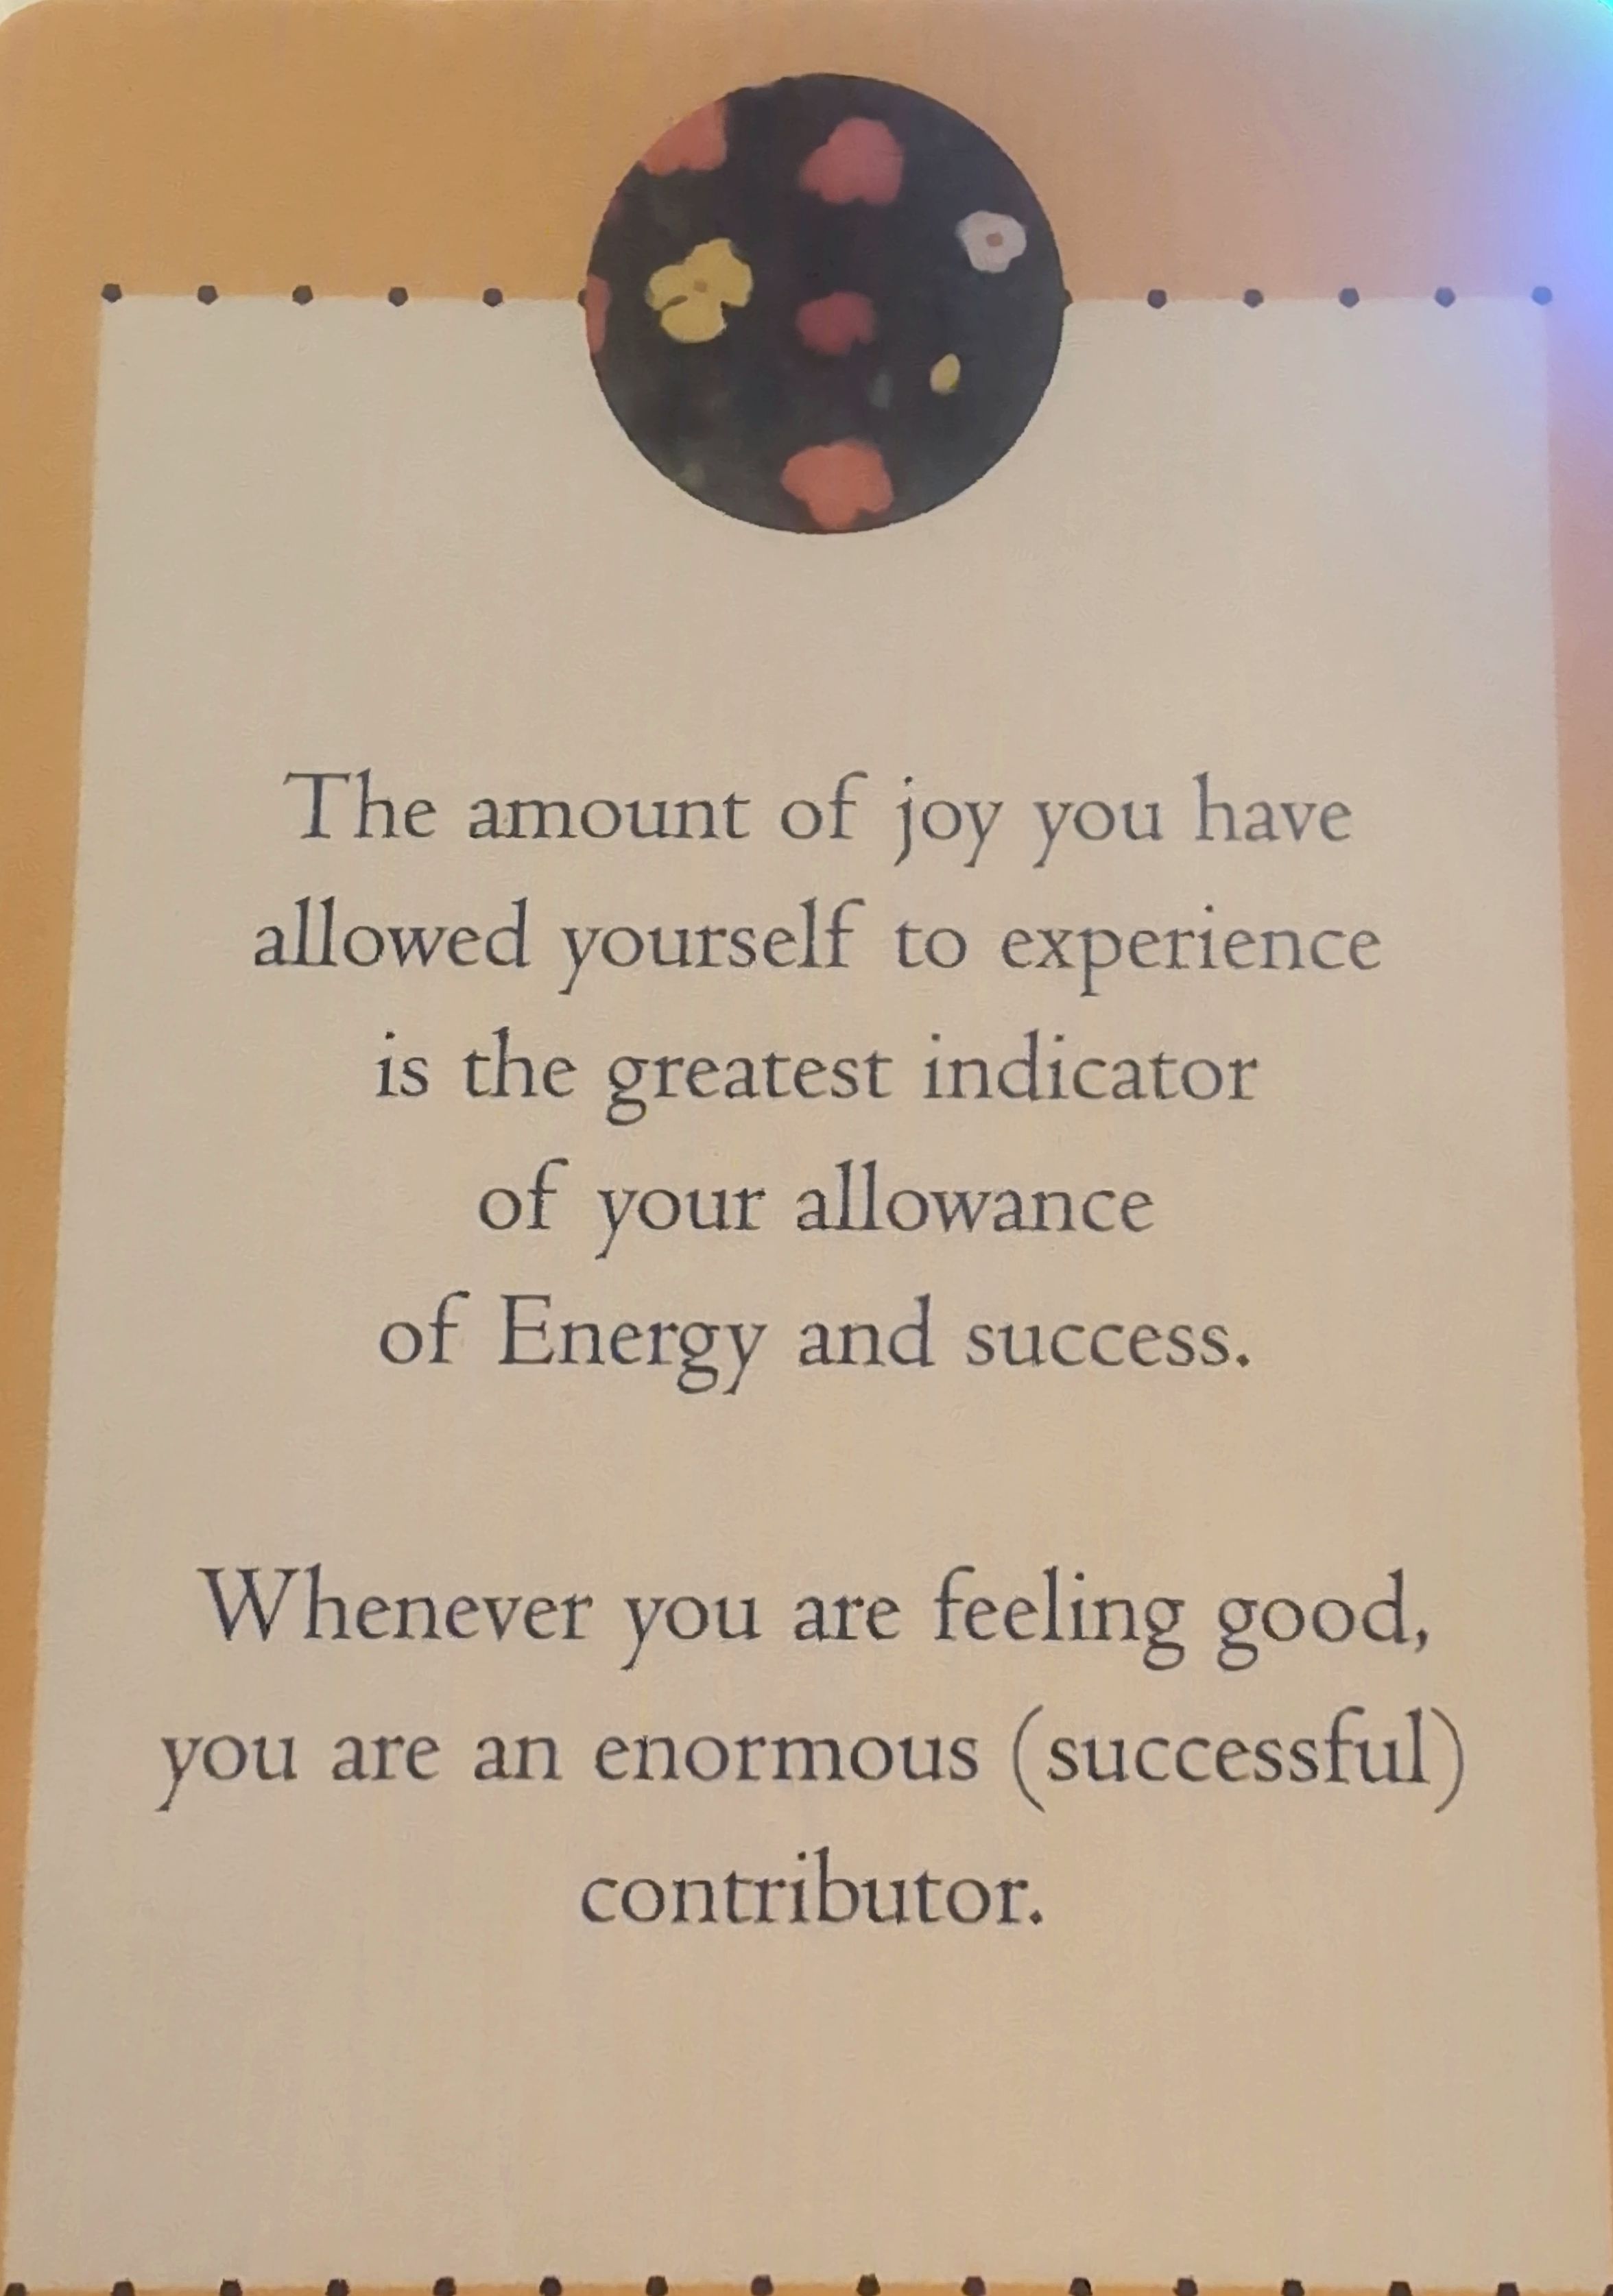 The amount of joy you have
allowed yourself to experience
is the greatest indicator
of your allowance
of Energy and success.
Whenever you are feeling good,
you are an enormous (successful)
contributor.